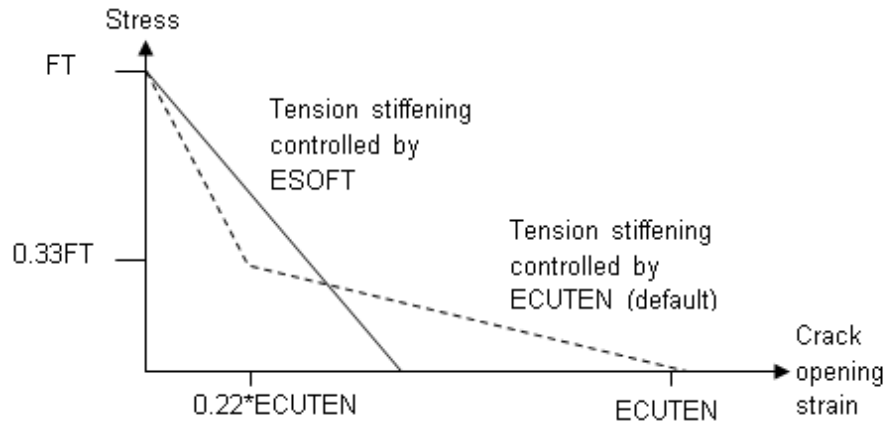 Stress
FT
Tension stiffening
controlled by
ESOFT
0.33FT
Tension stiffening
controlled by
ECUTEN (default)
Crack
opening
strain
0.22*ECUTEN
ECUTEN